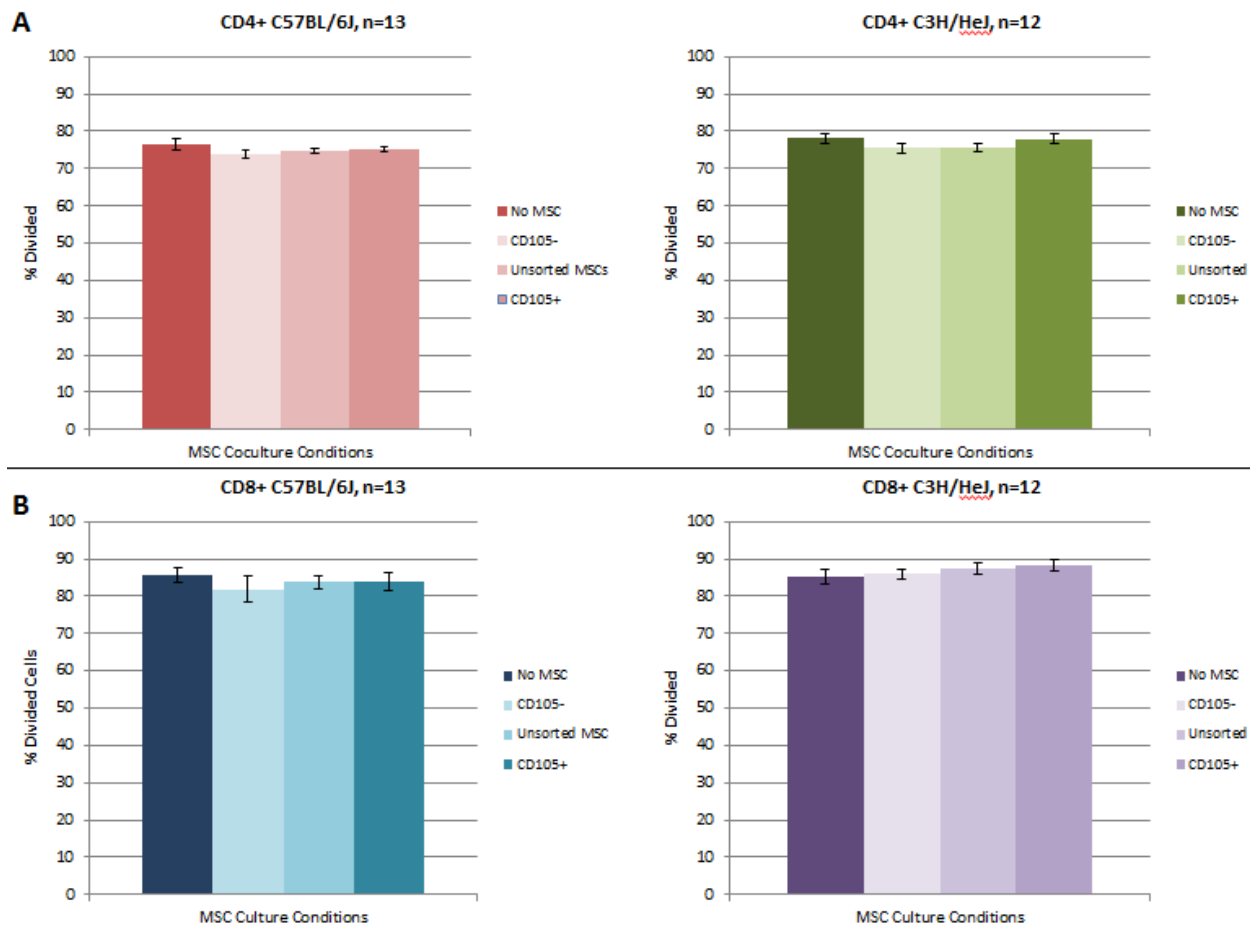 A
CD4+ C57BL/6J, n=13
100
90
80
70
60
50
40
30
20
10
0
% Divided
No MSC
CD105-
Unsorted MSCs
CD105+
MSC Coculture Conditions
CD4+ C3H/HeJ, n=12
100
90
80
70
60
50
40
30
20
10
0
% Divided
No MSC
CD105-
Unsorted
CD105+
MSC Coculture Conditions
B
CD8+ C57BL/6J, n=13
100
90
80
70
60
50
40
30
20
10
0
% Divided Cells
No MSC
CD105-
Unsorted MSC
CD105+
MSC Culture Conditions
CD8+ C3H/HeJ, n=12
100
90
80
70
60
50
40
30
20
10
0
% Divided
No MSC
CD105-
Unsorted
CD105+
MSC Culture Conditions